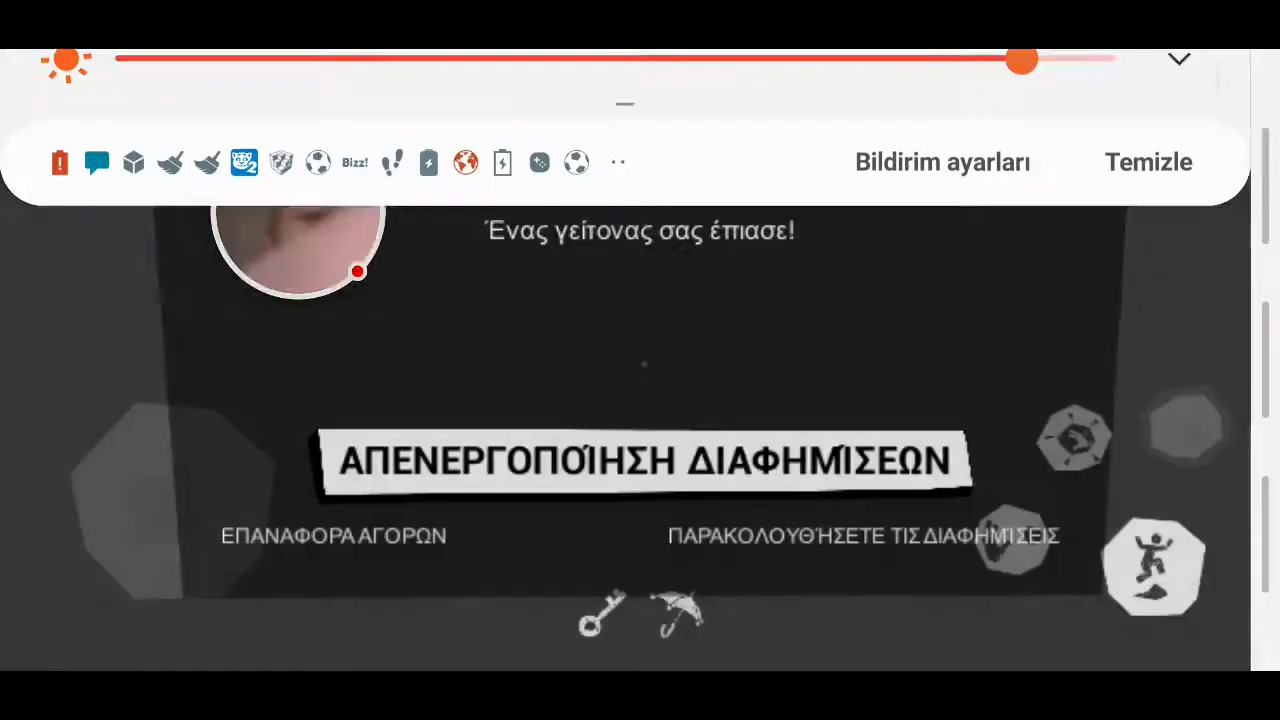 Bizz!
Bildirim ayarları
Temizle
Ένας γείτονας σας έπιασε!
ΑΠΕΝΕΡΓΟΠΟΊΗΣΗ ΔΙΑΦΗΜΊΣΕΩΝ
ΕΠΑΝΑΦΟΡΑ ΑΓΟΡΩΝ
ΠΑΡΑΚΟΛΟΥΘΉΣΕΤΕ ΤΙΣ ΔΙΑΦΗΜΊΣΕΙΣ